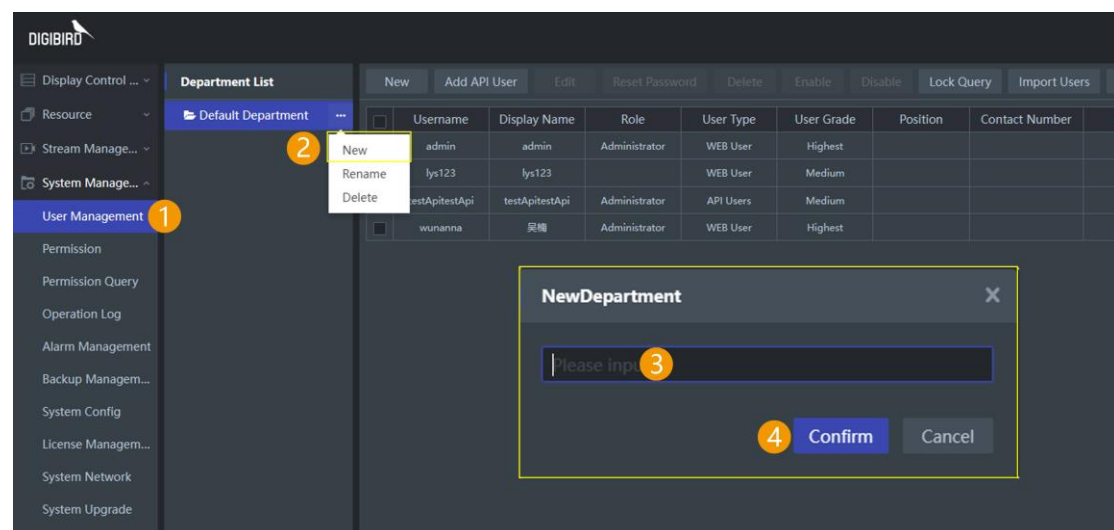 DIGIBIRD
Display Control ...
Resource
Stream Manage...
System Manage...
User Management 1
Permission
Permission Query
Operation Log
Alarm Management
Backup Managem...
System Config
License Managem...
System Network
System Upgrade
Department List
Default Department ...
2 New
Rename
Delete
New Add API User Edit Reset Password Delete Enable Disable Lock Query Import Users
Username Display Name Role User Type User Grade Position Contact Number
admin admin Administrator WEB User Highest
lys123 lys123 WEB User Medium
testApitestApi testApitestApi Administrator API Users Medium
wunanna 吴楠 Administrator WEB User Highest
NewDepartment
Please inpu 3
4 Confirm Cancel